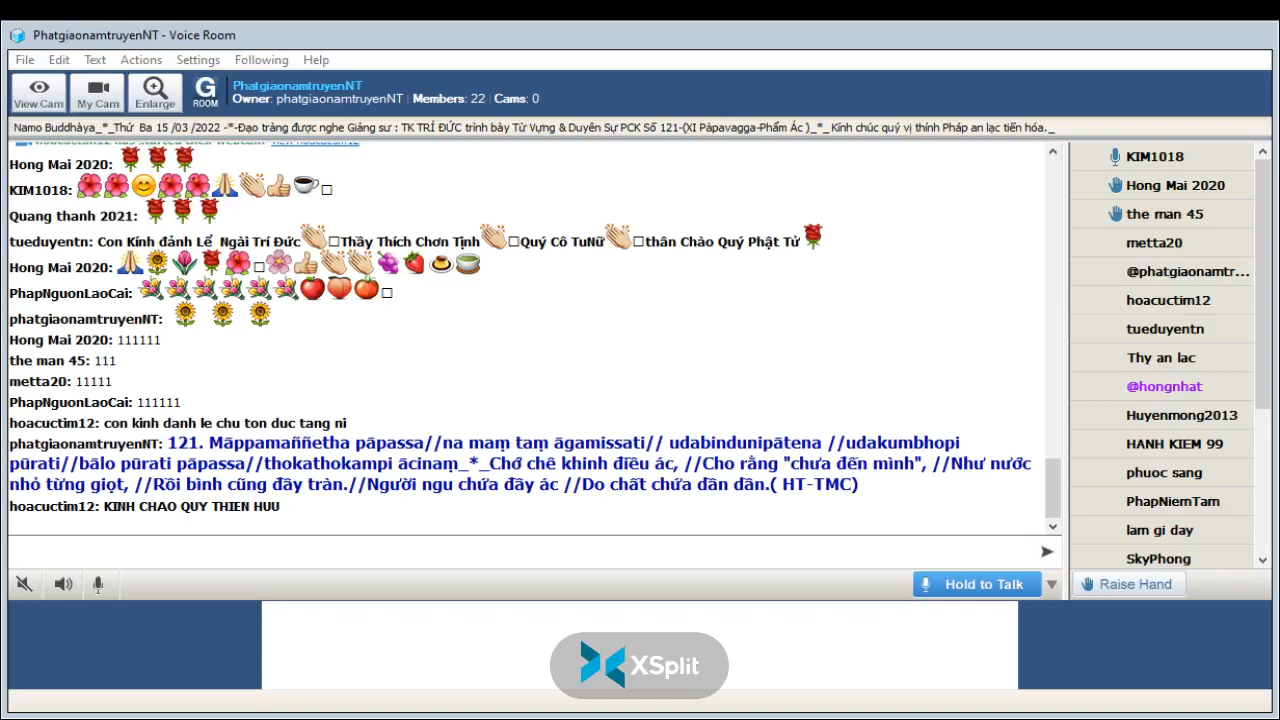 PhatgiaonamtruyenNT - Voice Room
File Edit Text Actions Settings Following Help
View Cam My Cam Enlarge G ROOM
PhatgiaonamtruyenNT
Owner: phatgiaonamtruyenNT Members: 22 Cams: 0
Namo Buddhàya_*_Thứ Ba 15 /03 /2022 -*-Đạo tràng được nghe Giảng sư : TK TRÍ ĐỨC trình bày Từ Vựng & Duyên Sự PCK Số 121-(XI Pàpavagga-Phẩm Ác )_*_ Kính chúc quý vị thính Pháp an lạc tiến hóa._
Hong Mai 2020:
KIM1018:
Quang thanh 2021:
tueduyentn: Con Kính đảnh Lể Ngài Trí Đức Thầy Thích Chơn Tịnh Quý Cô TuNữ thân Chào Quý Phật Tử
Hong Mai 2020:
PhapNguonLaoCai:
phatgiaonamtruyenNT:
Hong Mai 2020: 111111
the man 45: 111
metta20: 11111
PhapNguonLaoCai: 111111
hoacuctim12: con kinh danh le chu ton duc tang ni
phatgiaonamtruyenNT: 121. Māppamaññetha pāpassa//na maṃ taṃ āgamissati// udabindunipātena //udakumbhopi
pūrati//bālo pūrati pāpassa//thokathokampi ācinaṃ_*_Chớ chê khinh điều ác, //Cho rằng "chưa đến mình", //Như nước
nhỏ từng giọt, //Rồi bình cũng đầy tràn.//Người ngu chứa đầy ác //Do chất chứa dần dần.( HT-TMC)
hoacuctim12: KINH CHAO QUY THIEN HUU
KIM1018
Hong Mai 2020
the man 45
metta20
@phatgiaonamtr...
hoacuctim12
tueduyentn
Thy an lac
@hongnhat
Huyenmong2013
HANH KIEM 99
phuoc sang
PhapNiemTam
lam gi day
SkyPhong
Hold to Talk
Raise Hand
XSplit